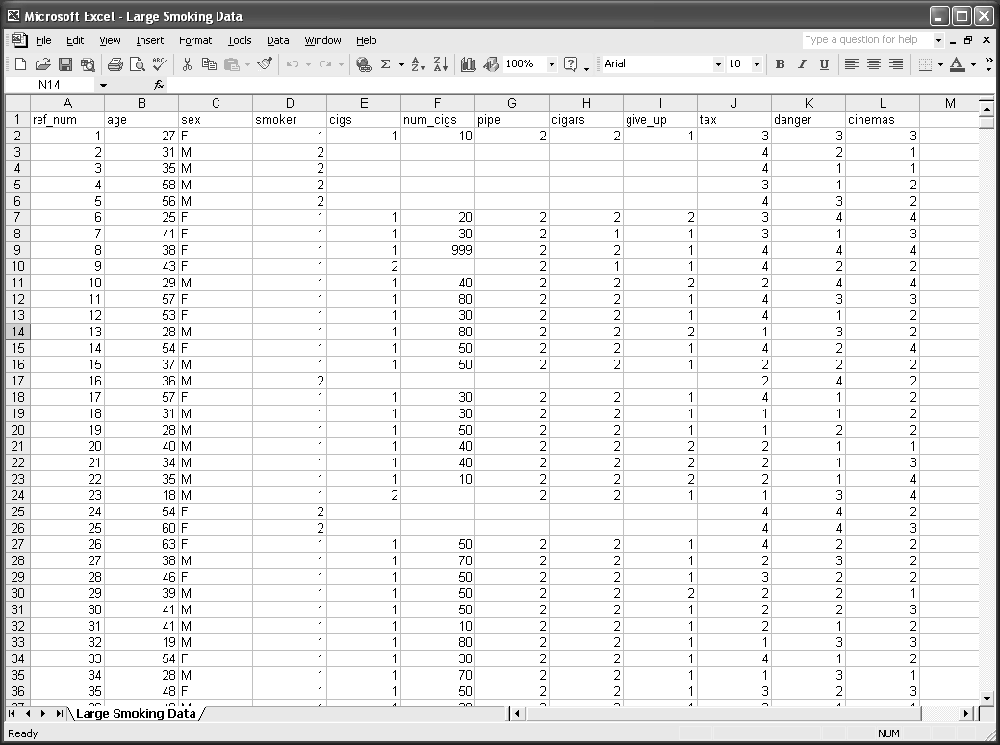 Microsoft Excel - Large Smoking Data
File Edit View Insert Format Tools Data Window Help Type a question for help
100% Arial 10 B I U
N14 fx
A B C D E F G H I J K L M
1 ref_num age sex smoker cigs num_cigs pipe cigars give_up tax danger cinemas
2 1 27 F 1 1 10 2 2 1 3 3 3
3 2 31 M 2 4 2 1
4 3 35 M 2 4 1 1
5 4 58 M 2 3 1 2
6 5 56 M 2 4 3 2
7 6 25 F 1 1 20 2 2 2 3 4 4
8 7 41 F 1 1 30 2 1 1 3 1 3
9 8 38 F 1 1 999 2 2 1 4 4 4
10 9 43 F 1 2 2 1 1 4 2 2
11 10 29 M 1 1 40 2 2 2 2 4 4
12 11 57 F 1 1 80 2 2 1 4 3 3
13 12 53 F 1 1 30 2 2 1 4 1 2
14 13 28 M 1 1 80 2 2 2 1 3 2
15 14 54 F 1 1 50 2 2 1 4 2 4
16 15 37 M 1 1 50 2 2 1 2 2 2
17 16 36 M 2 2 4 2
18 17 57 F 1 1 30 2 2 1 4 1 2
19 18 31 M 1 1 30 2 2 1 1 1 2
20 19 28 M 1 1 50 2 2 1 1 2 2
21 20 40 M 1 1 40 2 2 2 2 1 1
22 21 34 M 1 1 40 2 2 2 2 1 3
23 22 35 M 1 1 10 2 2 2 2 1 4
24 23 18 M 1 2 2 2 1 1 3 4
25 24 54 F 2 4 4 2
26 25 60 F 2 4 4 3
27 26 63 F 1 1 50 2 2 1 4 2 2
28 27 38 M 1 1 70 2 2 1 2 3 2
29 28 46 F 1 1 50 2 2 1 3 2 2
30 29 39 M 1 1 50 2 2 2 2 2 1
31 30 41 M 1 1 50 2 2 1 2 2 3
32 31 41 M 1 1 10 2 2 1 2 1 2
33 32 19 M 1 1 80 2 2 1 1 3 3
34 33 54 F 1 1 30 2 2 1 4 1 2
35 34 28 M 1 1 70 2 2 1 1 3 1
36 35 48 F 1 1 50 2 2 1 3 2 3
Large Smoking Data
Ready NUM